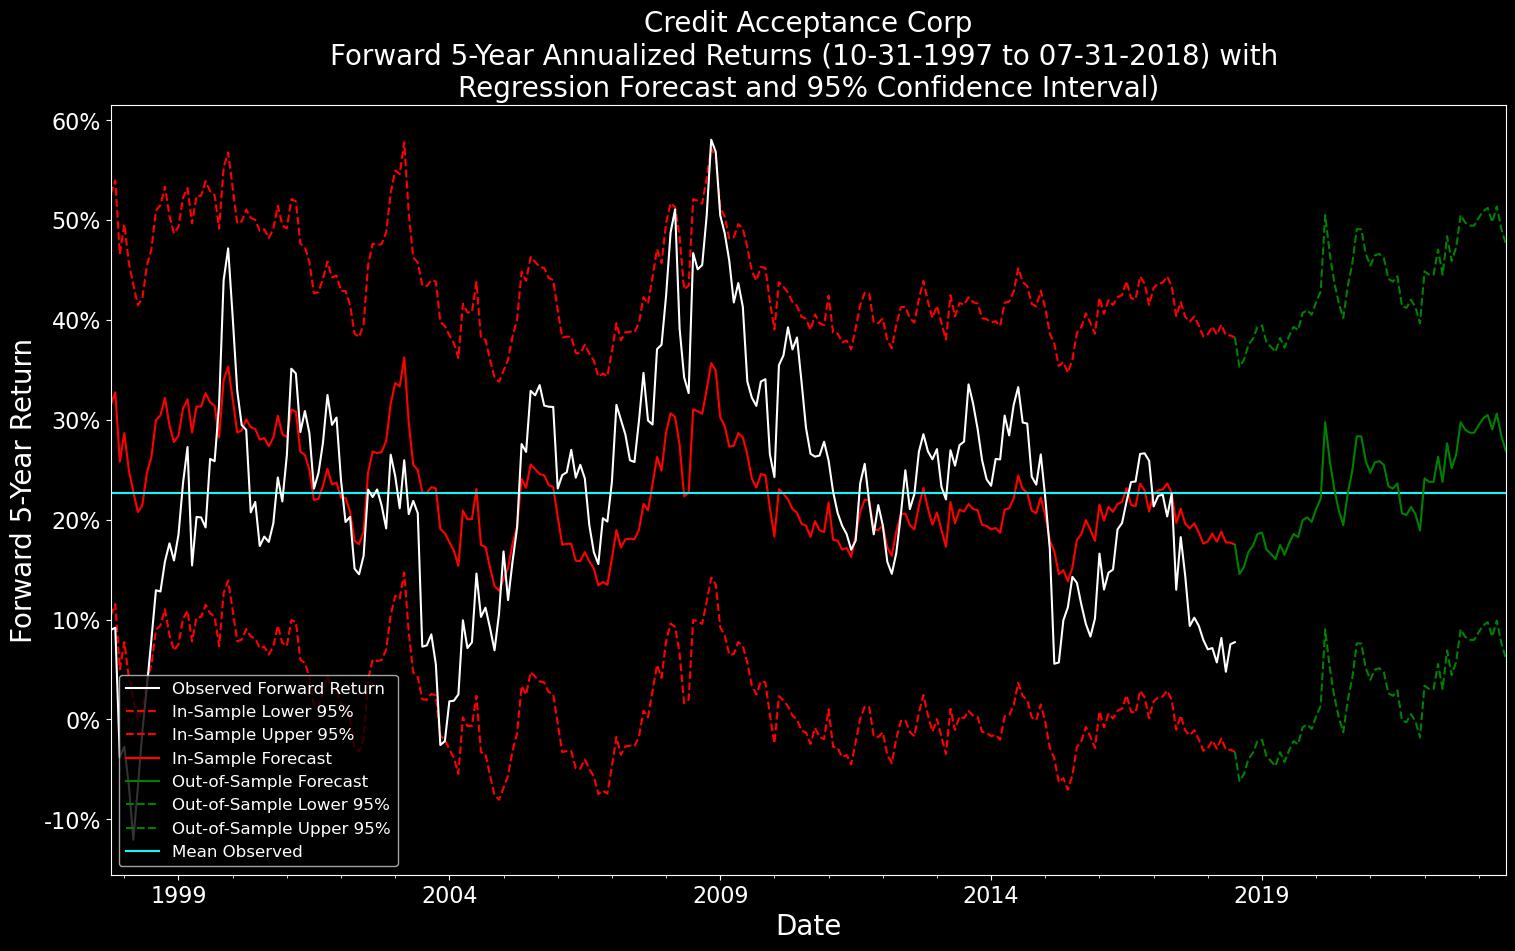 Credit Acceptance Corp
Forward 5-Year Annualized Returns (10-31-1997 to 07-31-2018) with
Regression Forecast and 95% Confidence Interval)
Forward 5-Year Return
60%
50%
40%
30%
20%
10%
0%
-10%
Observed Forward Return
In-Sample Lower 95%
In-Sample Upper 95%
In-Sample Forecast
Out-of-Sample Forecast
Out-of-Sample Lower 95%
Out-of-Sample Upper 95%
Mean Observed
1999 2004 2009 2014 2019
Date